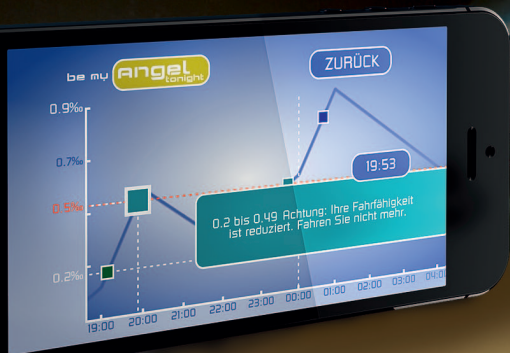 be my Angel tonight
ZURÜCK
0.9‰
0.7‰
0.5‰
0.2‰
19:53
0.2 bis 0.49 Achtung: Ihre Fahrfähigkeit
ist reduziert. Fahren Sie nicht mehr.
19:00 20:00 21:00 22:00 23:00 00:00 01:00 02:00 03:00 04:00